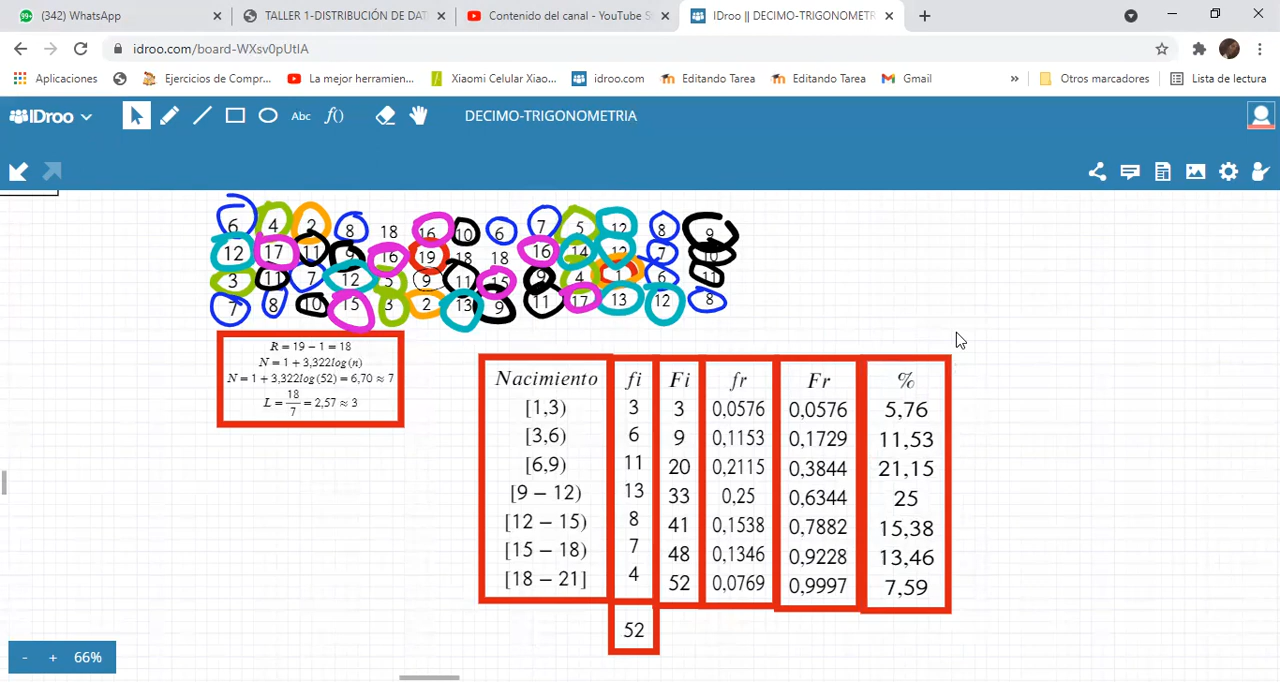 (342) WhatsApp TALLER 1-DISTRIBUCIÓN DE DAT Contenido del canal - YouTube S IDroo || DECIMO-TRIGONOMETR
idroo.com/board-WXsv0pUtIA
Aplicaciones Ejercicios de Compr... La mejor herramien... Xiaomi Celular Xiao... idroo.com Editando Tarea Editando Tarea Gmail » Otros marcadores Lista de lectura
IDroo Abc f() DECIMO-TRIGONOMETRIA
6 4 2 8 18 16 10 6 7 5 12 8 9
12 17 11 9 16 19 18 18 16 14 12 7 10
3 11 7 12 5 9 11 15 9 4 1 6 11
7 8 10 15 3 2 13 9 11 17 13 12 8
R = 19 − 1 = 18
N = 1 + 3,322log(n)
N = 1 + 3,322log(52) = 6,70 ≈ 7
L = 18/7 = 2,57 ≈ 3
Nacimiento fi Fi fr Fr %
[1,3) 3 3 0,0576 0,0576 5,76
[3,6) 6 9 0,1153 0,1729 11,53
[6,9) 11 20 0,2115 0,3844 21,15
[9 − 12) 13 33 0,25 0,6344 25
[12 − 15) 8 41 0,1538 0,7882 15,38
[15 − 18) 7 48 0,1346 0,9228 13,46
[18 − 21] 4 52 0,0769 0,9997 7,59
52
- + 66%